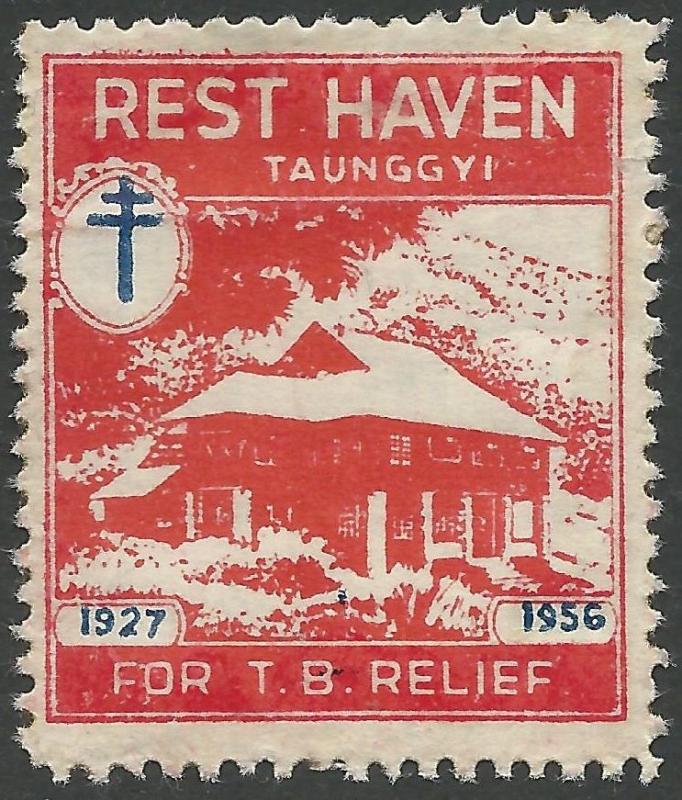 REST HAVEN
TAUNGGYI
1927 1956
FOR T. B. RELIEF